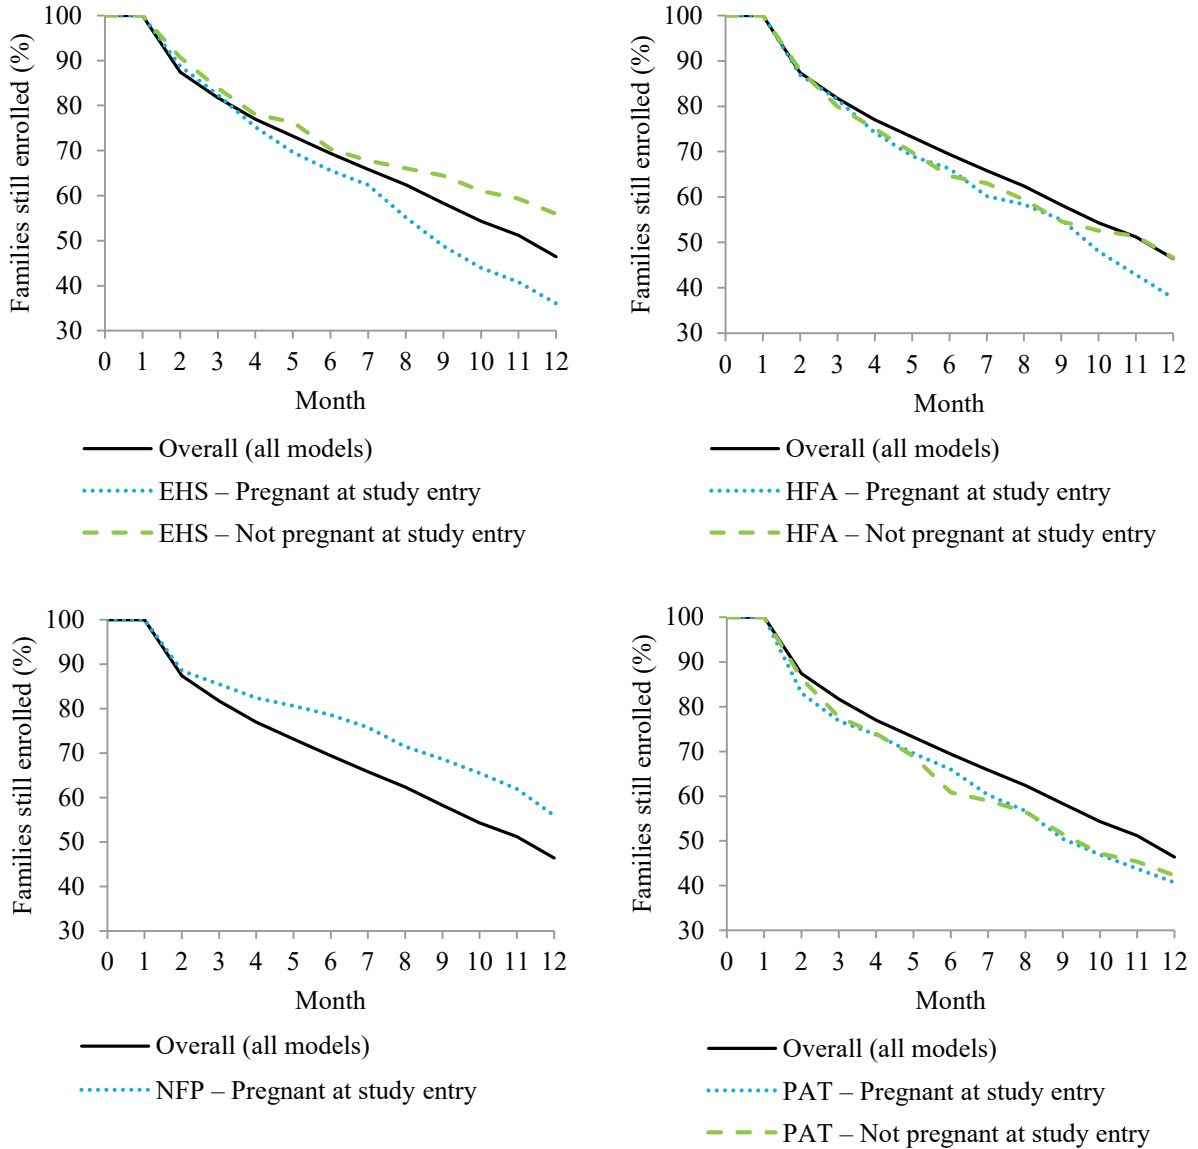 Families still enrolled (%)
100
90
80
70
60
50
40
30
0 1 2 3 4 5 6 7 8 9 10 11 12
Month
Overall (all models)
EHS – Pregnant at study entry
EHS – Not pregnant at study entry
Families still enrolled (%)
100
90
80
70
60
50
40
30
0 1 2 3 4 5 6 7 8 9 10 11 12
Month
Overall (all models)
HFA – Pregnant at study entry
HFA – Not pregnant at study entry
Families still enrolled (%)
100
90
80
70
60
50
40
30
0 1 2 3 4 5 6 7 8 9 10 11 12
Month
Overall (all models)
NFP – Pregnant at study entry
Families still enrolled (%)
100
90
80
70
60
50
40
30
0 1 2 3 4 5 6 7 8 9 10 11 12
Month
Overall (all models)
PAT – Pregnant at study entry
PAT – Not pregnant at study entry